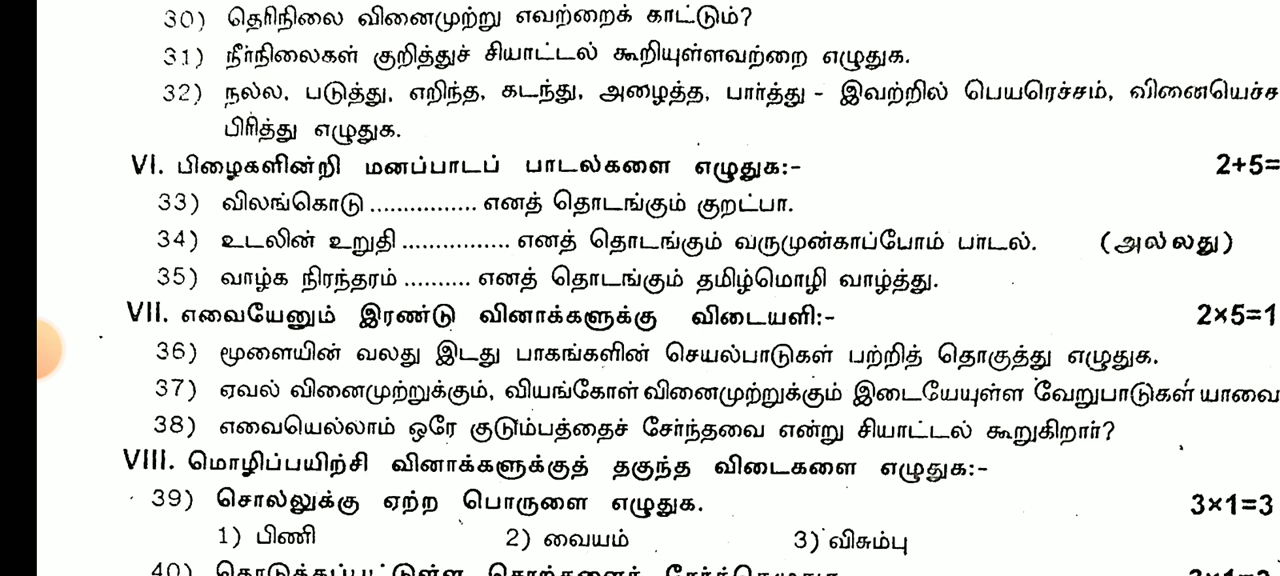 30) தெரிநிலை வினைமுற்று எவற்றைக் காட்டும்?
31) நீர்நிலைகள் குறித்துச் சியாட்டல் கூறியுள்ளவற்றை எழுதுக.
32) நல்ல, படுத்து, எறிந்த, கடந்து, அழைத்த, பார்த்து - இவற்றில் பெயரெச்சம், வினையெச்ச
பிரித்து எழுதுக.
VI. பிழைகளின்றி மனப்பாடப் பாடல்களை எழுதுக:- 2+5=
33) விலங்கொடு ................ எனத் தொடங்கும் குறட்பா.
34) உடலின் உறுதி ................ எனத் தொடங்கும் வருமுன்காப்போம் பாடல். (அல்லது)
35) வாழ்க நிரந்தரம் .......... எனத் தொடங்கும் தமிழ்மொழி வாழ்த்து.
VII. எவையேனும் இரண்டு வினாக்களுக்கு விடையளி:- 2×5=1
36) மூளையின் வலது இடது பாகங்களின் செயல்பாடுகள் பற்றித் தொகுத்து எழுதுக.
37) ஏவல் வினைமுற்றுக்கும், வியங்கோள் வினைமுற்றுக்கும் இடையேயுள்ள வேறுபாடுகள் யாவை
38) எவையெல்லாம் ஒரே குடும்பத்தைச் சேர்ந்தவை என்று சியாட்டல் கூறுகிறார்?
VIII. மொழிப்பயிற்சி வினாக்களுக்குத் தகுந்த விடைகளை எழுதுக:-
39) சொல்லுக்கு ஏற்ற பொருளை எழுதுக. 3×1=3
1) பிணி 2) வையம் 3) விசும்பு
40)